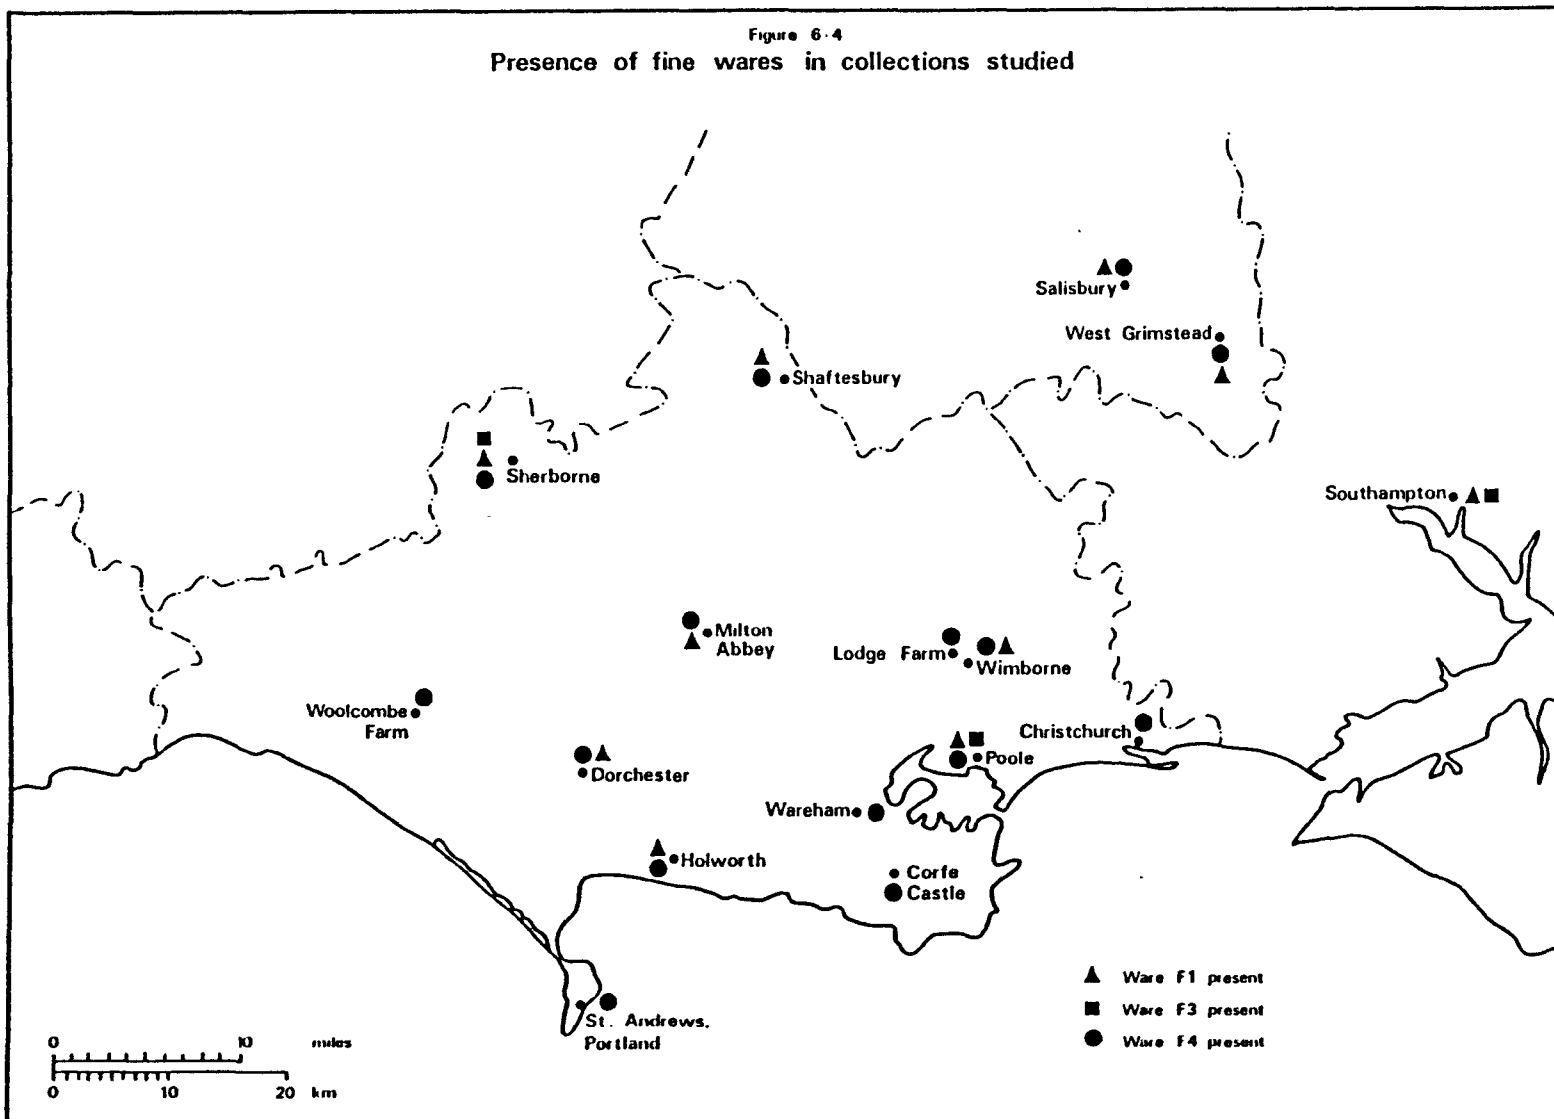 Figure 6·4
Presence of fine wares in collections studied
Salisbury
West Grimstead
Shaftesbury
Sherborne
Southampton
Milton
Abbey
Lodge Farm
Wimborne
Woolcombe
Farm
Christchurch
Dorchester
Poole
Wareham
Holworth
Corfe
Castle
St. Andrews,
Portland
Ware F1 present
Ware F3 present
Ware F4 present
0 10 miles
0 10 20 km